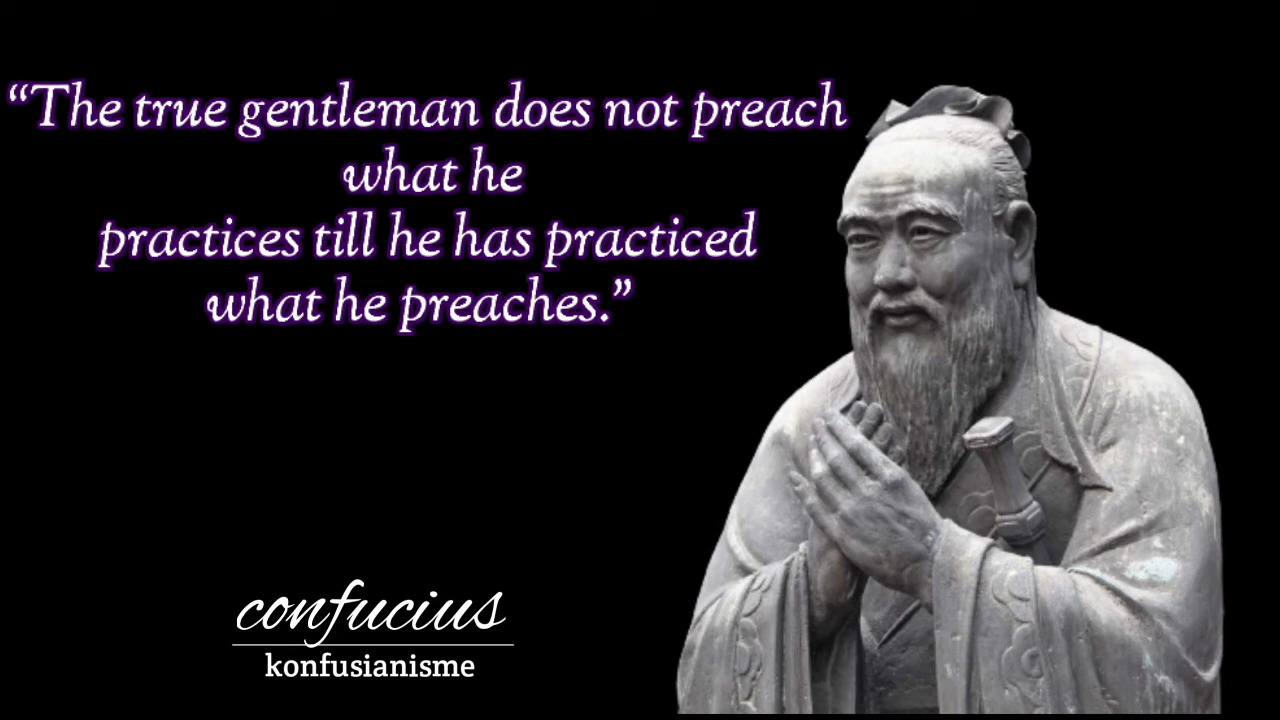 “The true gentleman does not preach
what he
practices till he has practiced
what he preaches.”
confucius
konfusianisme